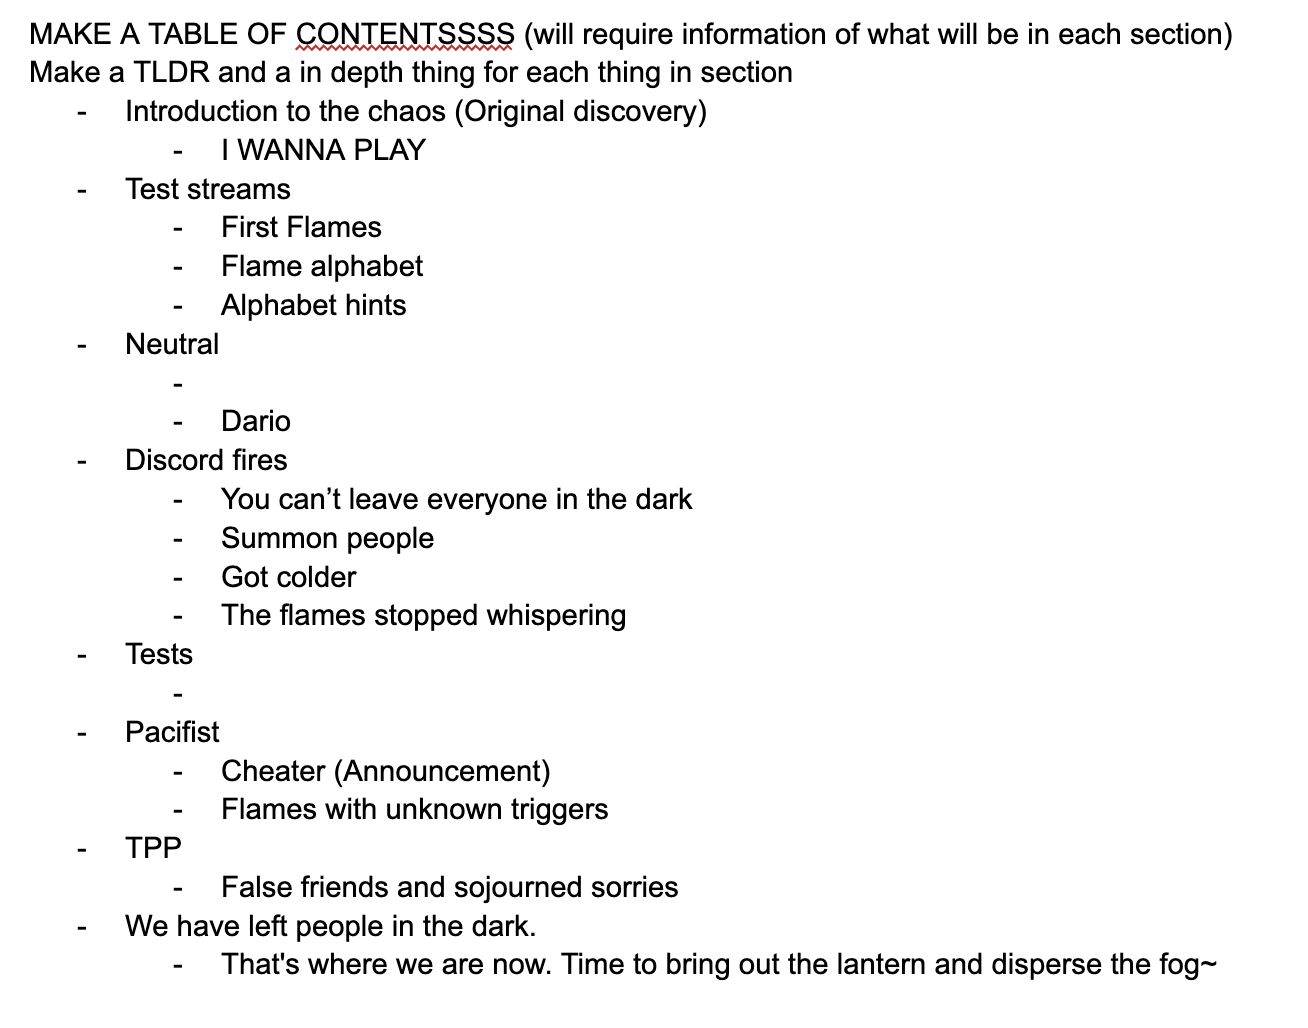 MAKE A TABLE OF CONTENTSSSS (will require information of what will be in each section)
Make a TLDR and a in depth thing for each thing in section
- Introduction to the chaos (Original discovery)
- I WANNA PLAY
- Test streams
- First Flames
- Flame alphabet
- Alphabet hints
- Neutral
-
- Dario
- Discord fires
- You can’t leave everyone in the dark
- Summon people
- Got colder
- The flames stopped whispering
- Tests
-
- Pacifist
- Cheater (Announcement)
- Flames with unknown triggers
- TPP
- False friends and sojourned sorries
- We have left people in the dark.
- That's where we are now. Time to bring out the lantern and disperse the fog~